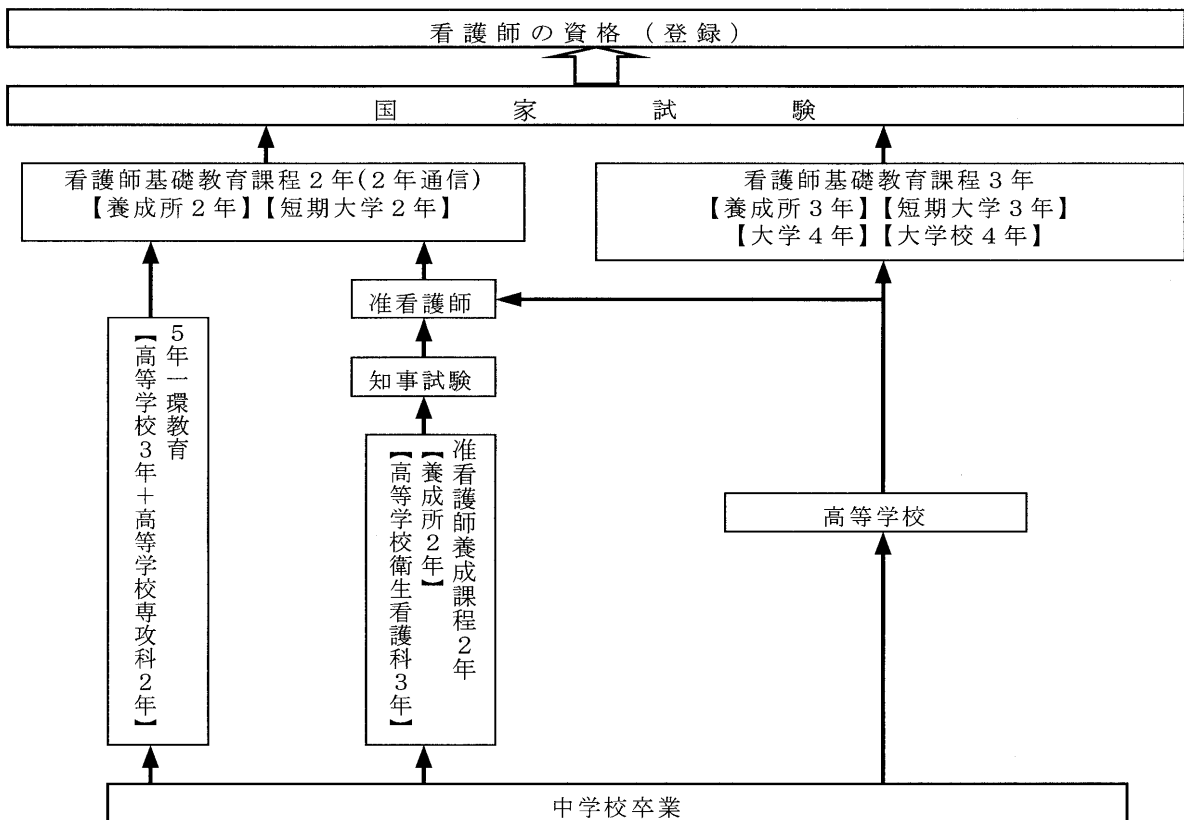 看護師の資格（登録）
国家試験
看護師基礎教育課程２年(２年通信)
【養成所２年】【短期大学２年】
看護師基礎教育課程３年
【養成所３年】【短期大学３年】
【大学４年】【大学校４年】
准看護師
知事試験
５年一環教育
【高等学校３年＋高等学校専攻科２年】
准看護師養成課程２年
【養成所２年】
【高等学校衛生看護科３年】
高等学校
中学校卒業